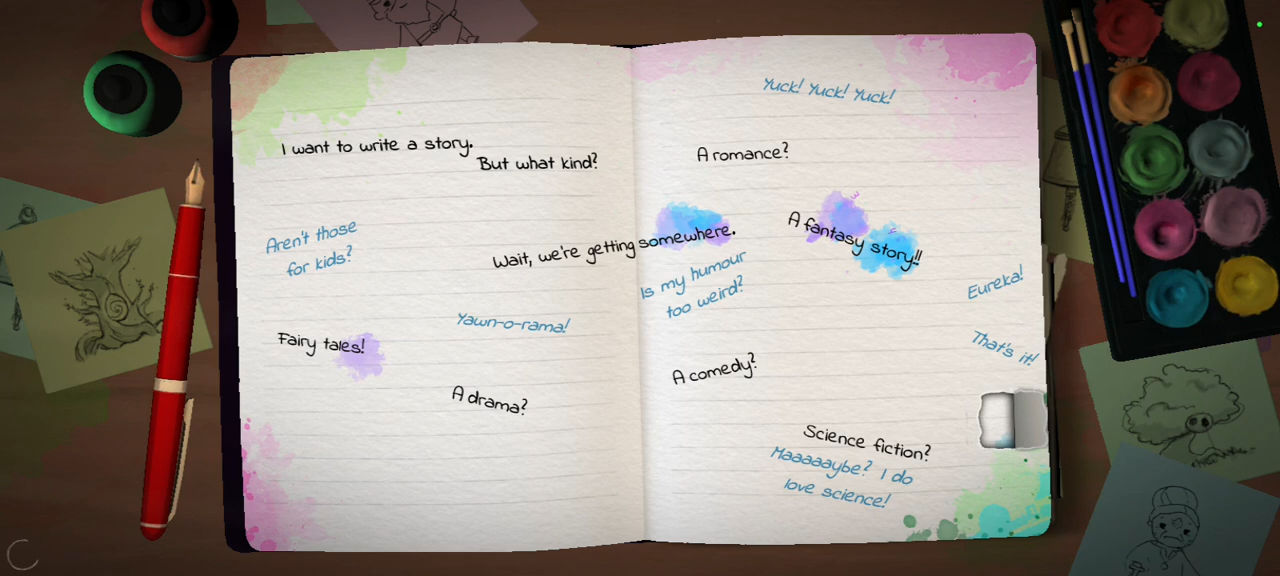 I want to write a story.
But what kind?
Aren't those
for kids?
Fairy tales!
Yawn-o-rama!
A drama?
Wait, we're getting somewhere.
Yuck! Yuck! Yuck!
A romance?
Is my humour
too weird?
A comedy?
A fantasy story!!
Eureka!
That's it!
Science fiction?
Maaaaaybe? I do
love science!